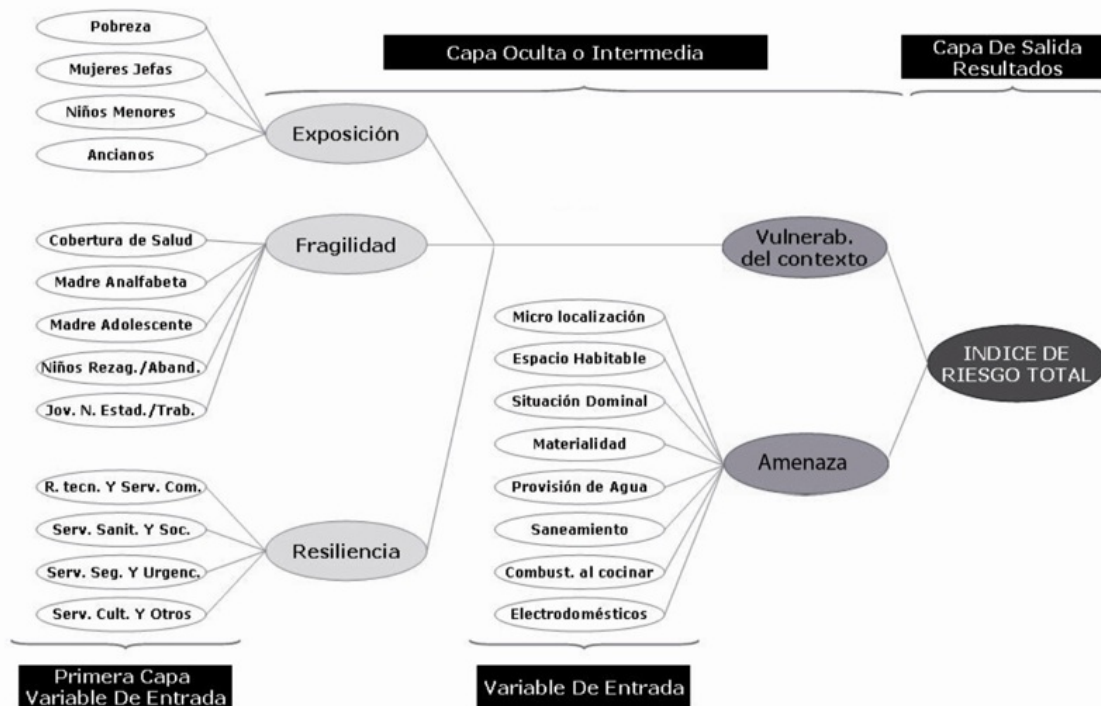 Pobreza
Mujeres Jefas
Niños Menores
Ancianos
Capa Oculta o Intermedia
Capa De Salida
Resultados
Exposición
Cobertura de Salud
Madre Analfabeta
Madre Adolescente
Niños Rezag./Aband.
Jov. N. Estad./Trab.
Fragilidad
Vulnerab.
del contexto
R. tecn. Y Serv. Com.
Serv. Sanit. Y Soc.
Serv. Seg. Y Urgenc.
Serv. Cult. Y Otros
Resiliencia
Micro localización
Espacio Habitable
Situación Dominal
Materialidad
Provisión de Agua
Saneamiento
Combust. al cocinar
Electrodomésticos
Amenaza
INDICE DE
RIESGO TOTAL
Primera Capa
Variable De Entrada
Variable De Entrada